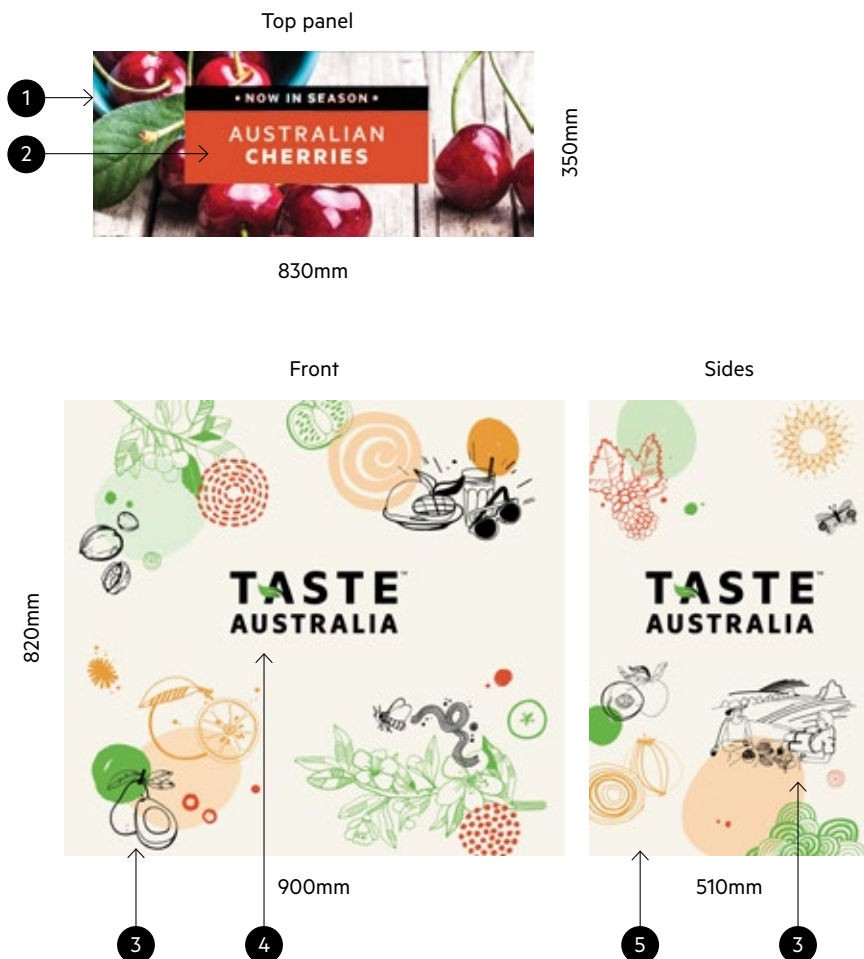 Top panel
1
• NOW IN SEASON •
2
AUSTRALIAN
CHERRIES
350mm
830mm
Front
Sides
820mm
TASTE™
AUSTRALIA
TASTE™
AUSTRALIA
900mm
510mm
3
4
5
3